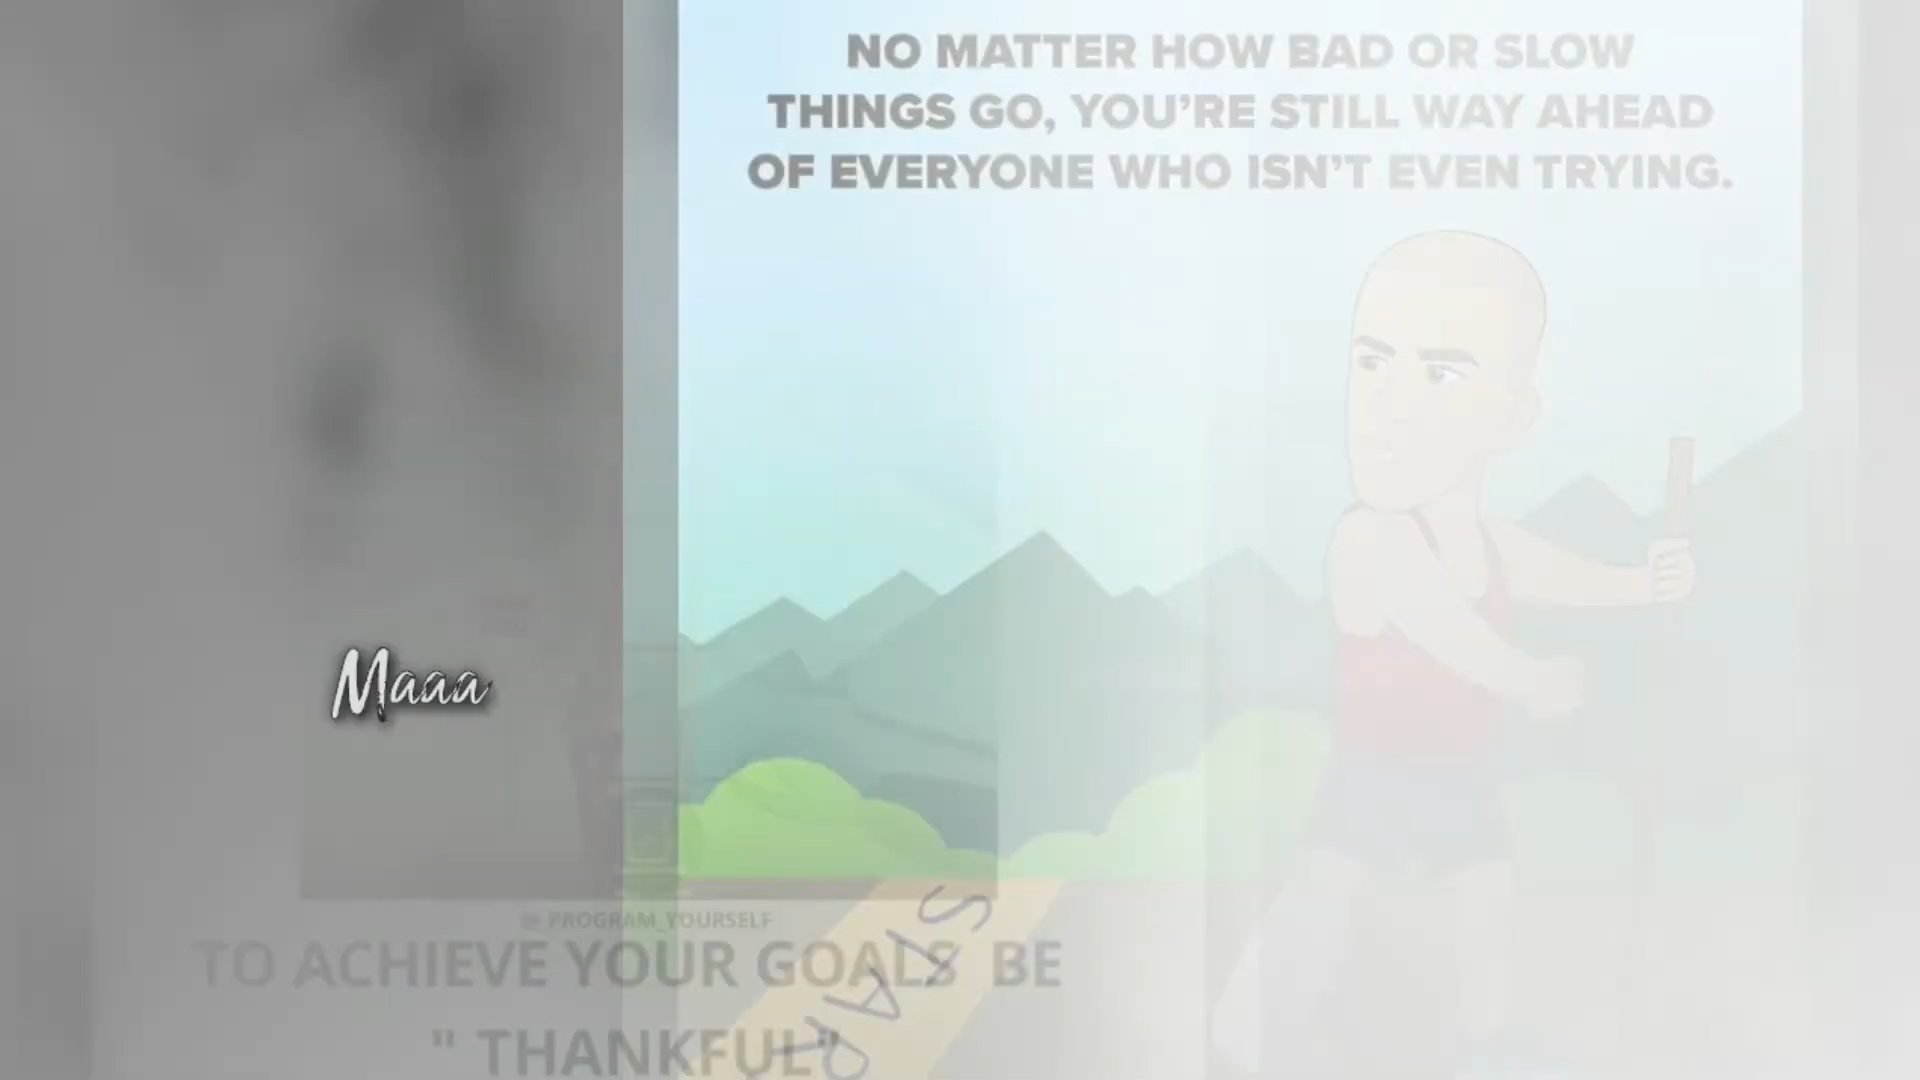 NO MATTER HOW BAD OR SLOW
THINGS GO, YOU'RE STILL WAY AHEAD
OF EVERYONE WHO ISN'T EVEN TRYING.
Maaa
@ PROGRAM_YOURSELF
TO ACHIEVE YOUR GOALS BE
" THANKFUL"
STAR